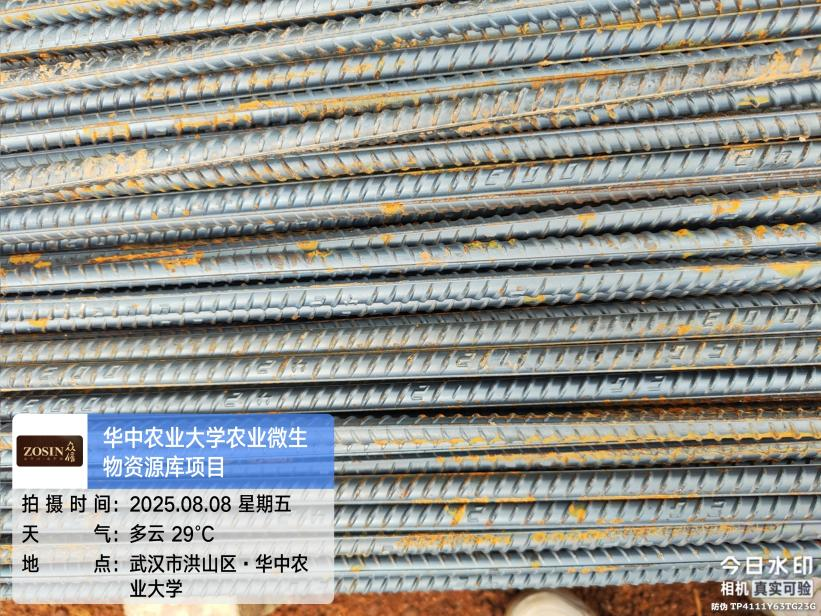 ZOSIN 众信
华中农业大学农业微生
物资源库项目
拍摄时间：2025.08.08 星期五
天气：多云 29℃
地点：武汉市洪山区·华中农
业大学
今日水印
相机 真实可验
防伪 TP4111Y63TG23G